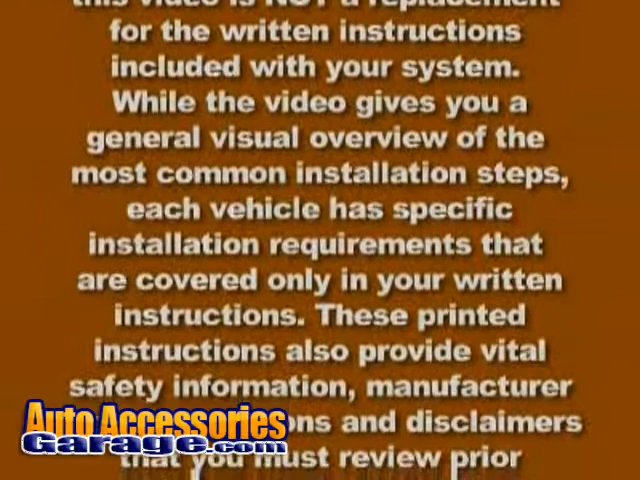 this video is NOT a replacement
for the written instructions
included with your system.
While the video gives you a
general visual overview of the
most common installation steps,
each vehicle has specific
installation requirements that
are covered only in your written
instructions. These printed
instructions also provide vital
safety information, manufacturer
ons and disclaimers
that you must review prior
Auto Accessories
Garage.com